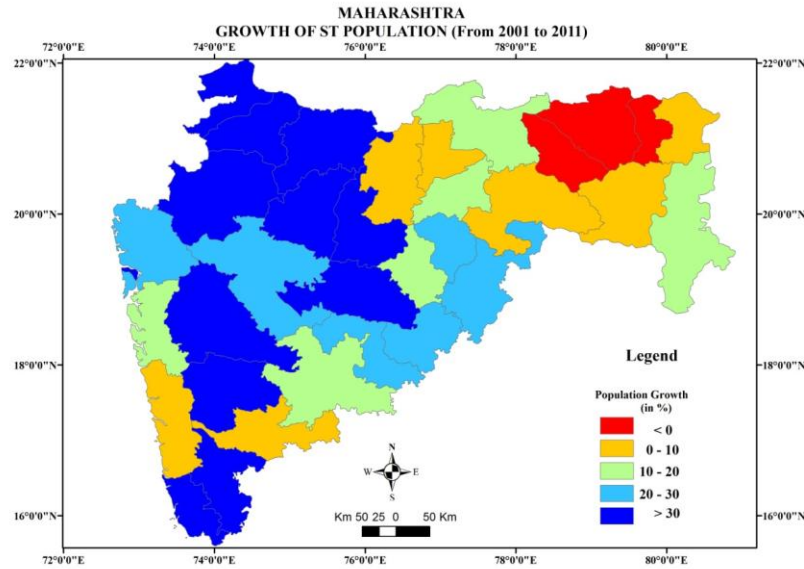 MAHARASHTRA
GROWTH OF ST POPULATION (From 2001 to 2011)
72°0'0"E 74°0'0"E 76°0'0"E 78°0'0"E 80°0'0"E
22°0'0"N 22°0'0"N
20°0'0"N 20°0'0"N
18°0'0"N 18°0'0"N
Legend
Population Growth
(in %)
< 0
0 - 10
10 - 20
20 - 30
> 30
N
W E
S
Km 50 25 0 50 Km
16°0'0"N 16°0'0"N
72°0'0"E 74°0'0"E 76°0'0"E 78°0'0"E 80°0'0"E